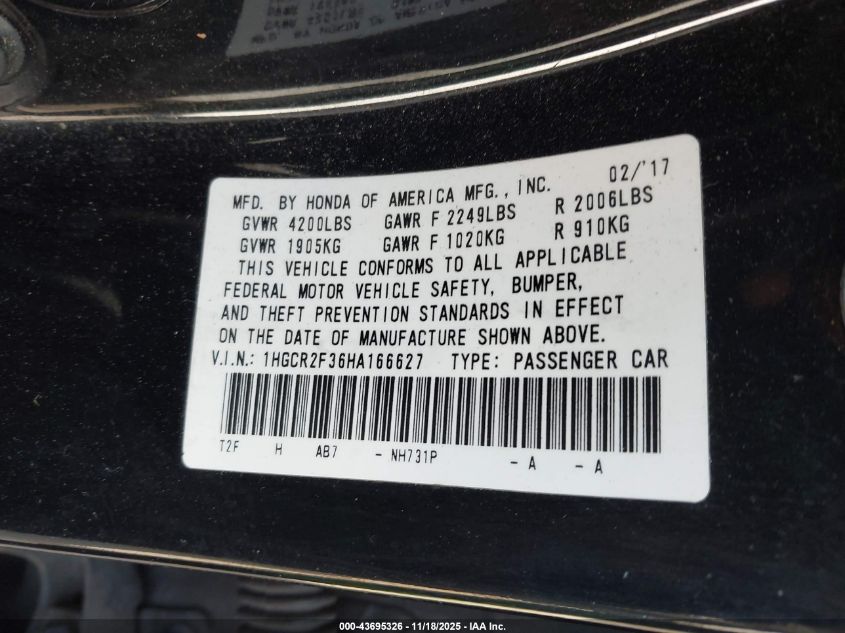 MFD. BY HONDA OF AMERICA MFG., INC. 02/'17
GVWR 4200LBS GAWR F 2249LBS R 2006LBS
GVWR 1905KG GAWR F 1020KG R 910KG
THIS VEHICLE CONFORMS TO ALL APPLICABLE
FEDERAL MOTOR VEHICLE SAFETY, BUMPER,
AND THEFT PREVENTION STANDARDS IN EFFECT
ON THE DATE OF MANUFACTURE SHOWN ABOVE.
V.I.N.: 1HGCR2F36HA166627 TYPE: PASSENGER CAR
T2F H AB7 - NH731P - A - A
000-43695326 - 11/18/2025 - IAA Inc.